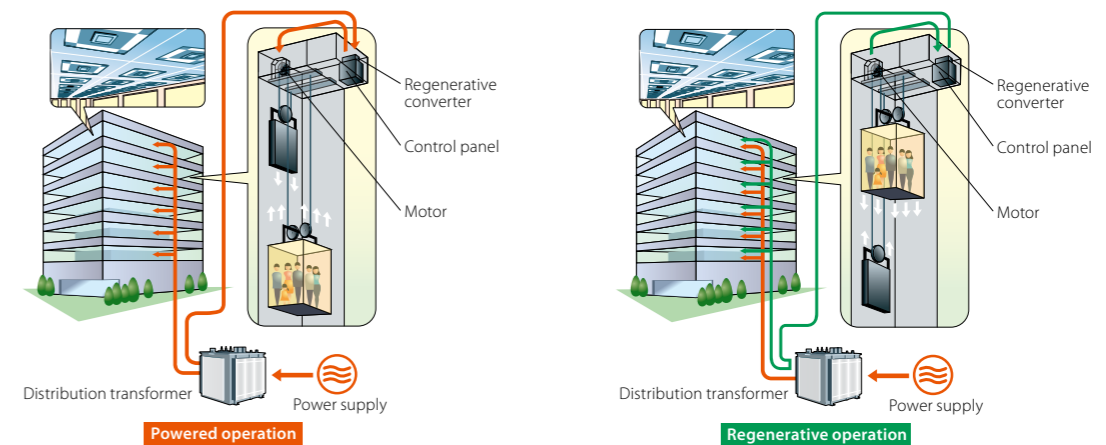 Regenerative
converter
Control panel
Motor
Distribution transformer
Power supply
Powered operation
Regenerative
converter
Control panel
Motor
Distribution transformer
Power supply
Regenerative operation